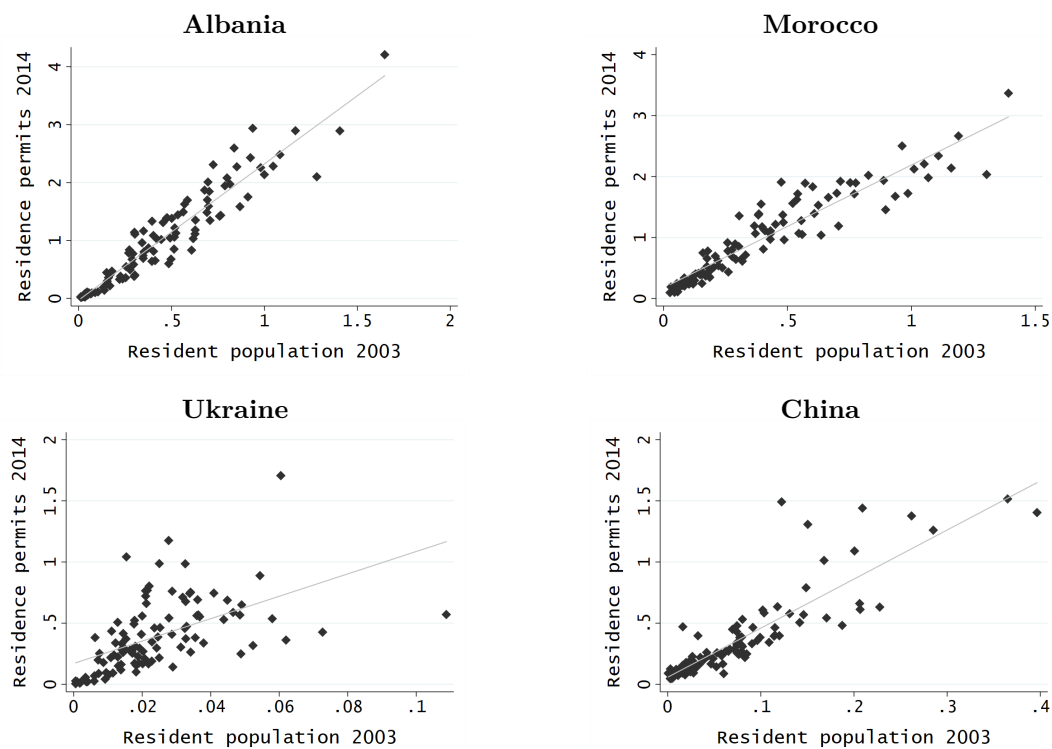 Albania
Residence permits 2014
0 1 2 3 4
0 .5 1 1.5 2
Resident population 2003
Morocco
Residence permits 2014
0 1 2 3 4
0 .5 1 1.5
Resident population 2003
Ukraine
Residence permits 2014
0 .5 1 1.5 2
0 .02 .04 .06 .08 .1
Resident population 2003
China
Residence permits 2014
0 .5 1 1.5 2
0 .1 .2 .3 .4
Resident population 2003